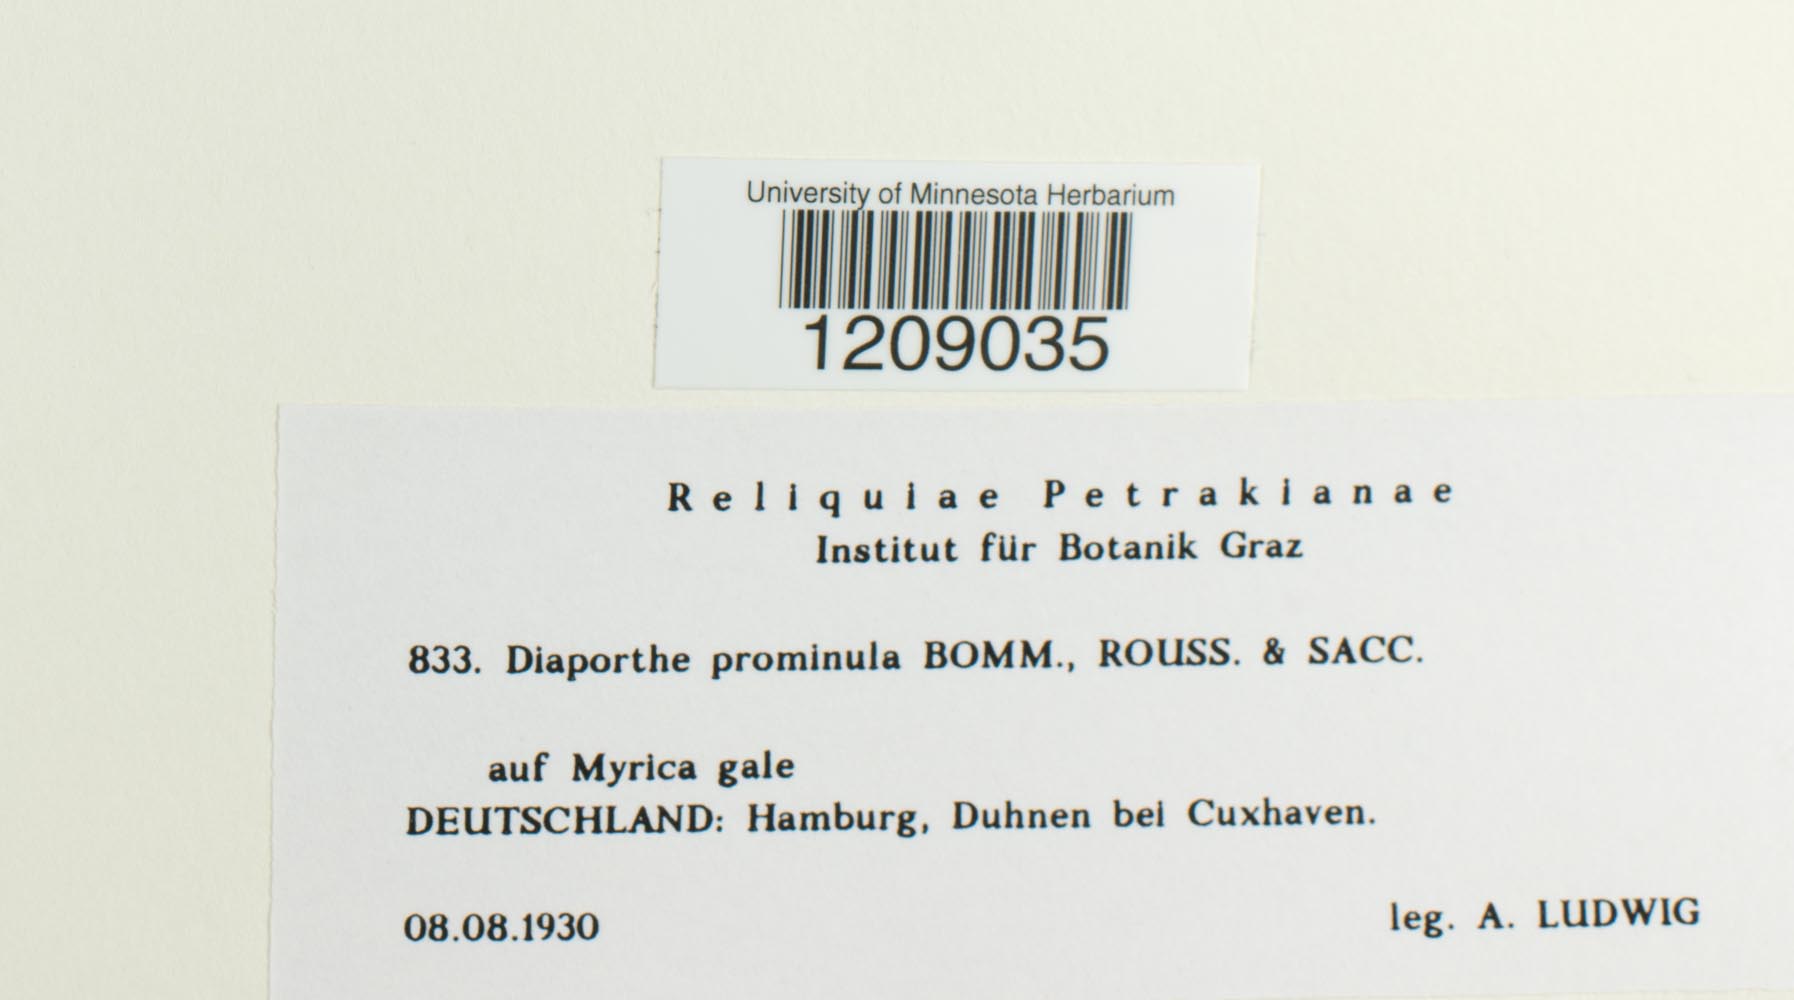 University of Minnesota Herbarium
1209035
Reliquiae Petrakianae
Institut für Botanik Graz
833. Diaporthe prominula BOMM., ROUSS. & SACC.
auf Myrica gale
DEUTSCHLAND: Hamburg, Duhnen bei Cuxhaven.
08.08.1930 leg. A. LUDWIG